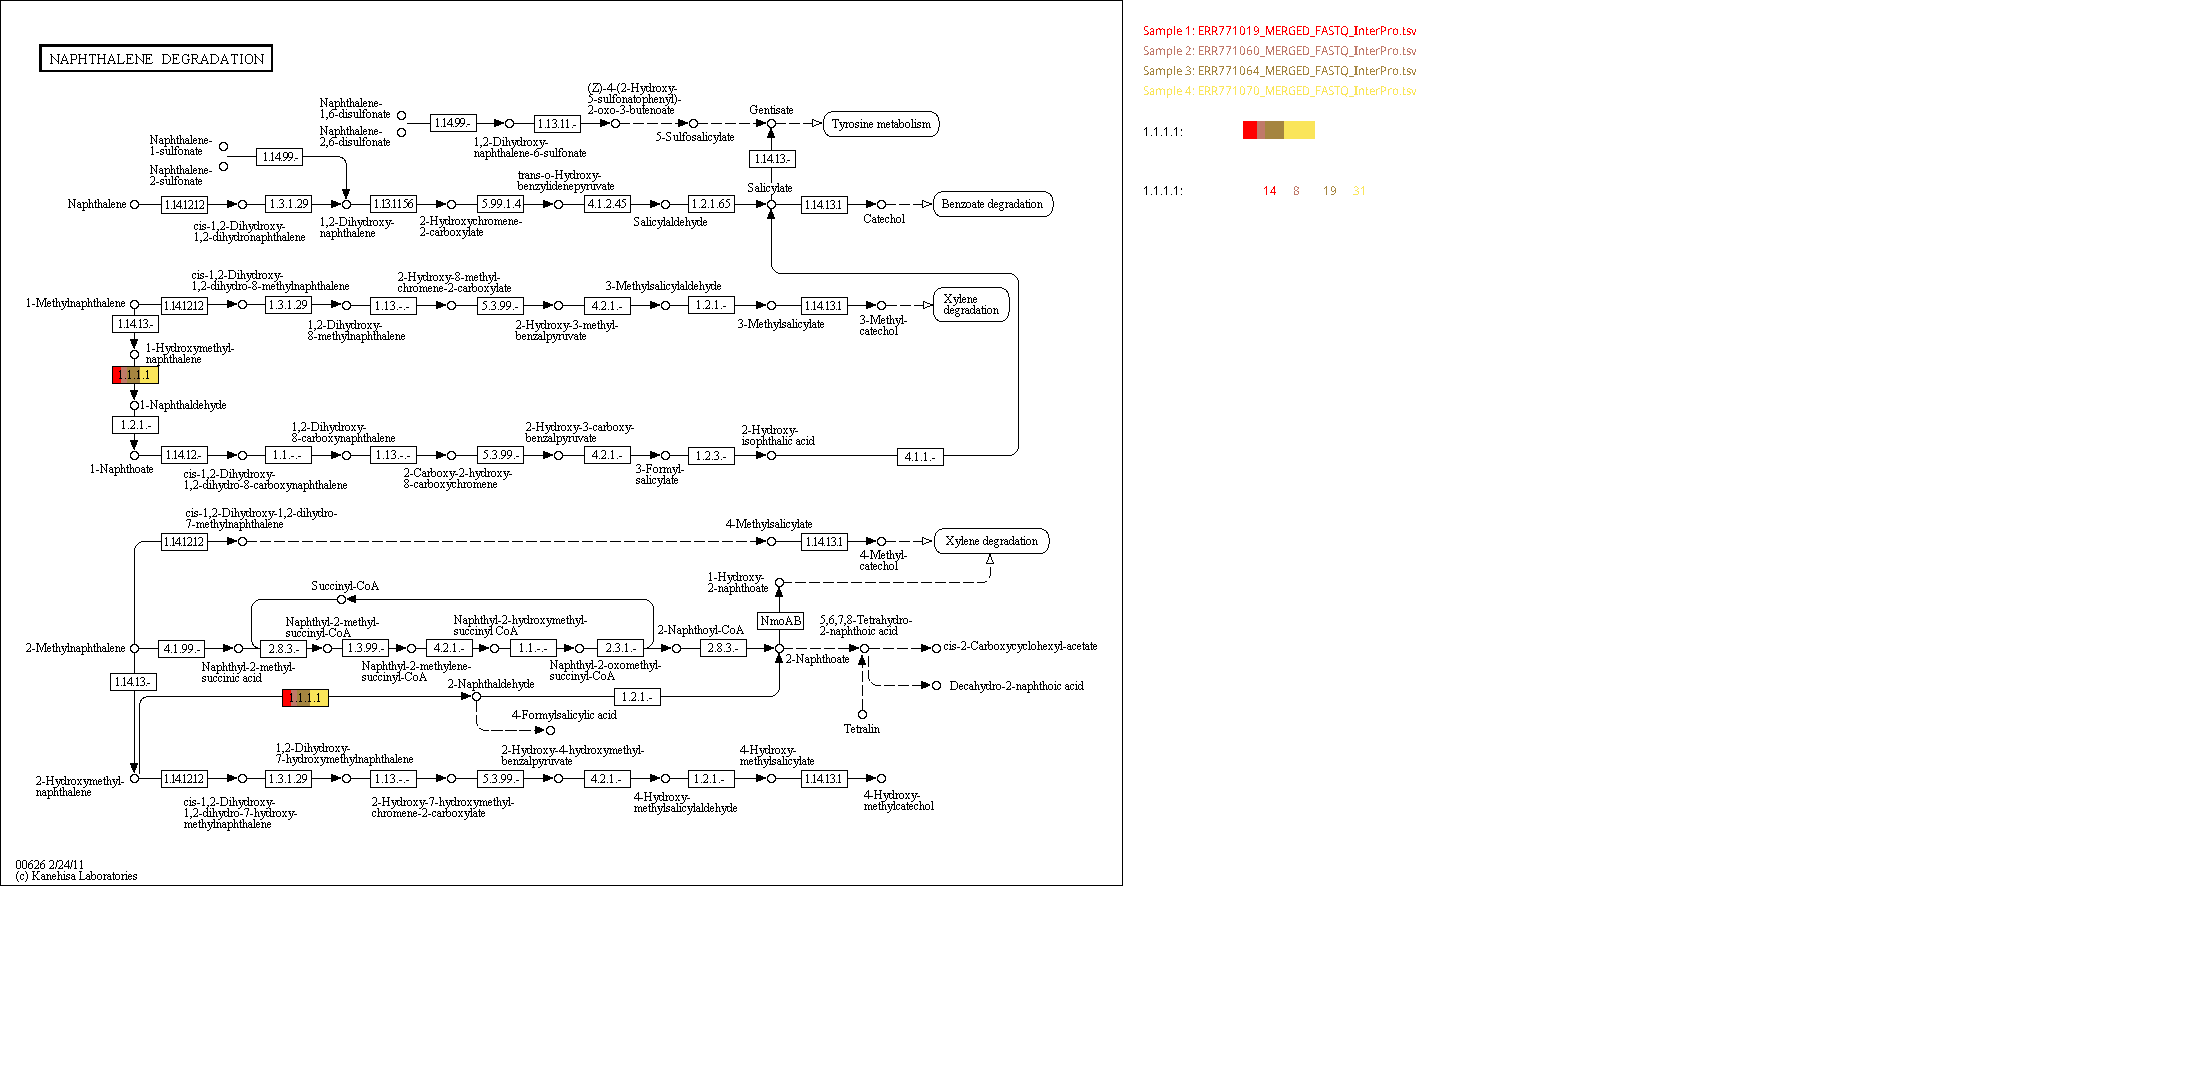 NAPHTHALENE DEGRADATION
Naphthalene-
1,6-disulfonate
Naphthalene-
2,6-disulfonate
1.14.99.-
1,2-Dihydroxy-
naphthalene-6-sulfonate
1.13.11.-
(Z)-4-(2-Hydroxy-
5-sulfonatophenyl)-
2-oxo-3-butenoate
5-Sulfosalicylate
Gentisate
Tyrosine metabolism
Naphthalene-
1-sulfonate
Naphthalene-
2-sulfonate
1.14.99.-
1.14.13.-
Naphthalene
1.14.12.12
cis-1,2-Dihydroxy-
1,2-dihydronaphthalene
1.3.1.29
1,2-Dihydroxy-
naphthalene
1.13.11.56
2-Hydroxychromene-
2-carboxylate
5.99.1.4
trans-o-Hydroxy-
benzylidenepyruvate
4.1.2.45
Salicylaldehyde
1.2.1.65
Salicylate
1.14.13.1
Catechol
Benzoate degradation
1-Methylnaphthalene
1.14.12.12
cis-1,2-Dihydroxy-
1,2-dihydro-8-methylnaphthalene
1.3.1.29
1,2-Dihydroxy-
8-methylnaphthalene
1.13.-.-
2-Hydroxy-8-methyl-
chromene-2-carboxylate
5.3.99.-
2-Hydroxy-3-methyl-
benzalpyruvate
4.2.1.-
3-Methylsalicylaldehyde
1.2.1.-
3-Methylsalicylate
1.14.13.1
3-Methyl-
catechol
Xylene
degradation
1.14.13.-
1-Hydroxymethyl-
naphthalene
1.1.1.1
1-Naphthaldehyde
1.2.1.-
1-Naphthoate
1.14.12.-
cis-1,2-Dihydroxy-
1,2-dihydro-8-carboxynaphthalene
1.1.-.-
1,2-Dihydroxy-
8-carboxynaphthalene
1.13.-.-
2-Carboxy-2-hydroxy-
8-carboxychromene
5.3.99.-
2-Hydroxy-3-carboxy-
benzalpyruvate
4.2.1.-
3-Formyl-
salicylate
1.2.3.-
2-Hydroxy-
isophthalic acid
4.1.1.-
cis-1,2-Dihydroxy-1,2-dihydro-
7-methylnaphthalene
1.14.12.12
4-Methylsalicylate
1.14.13.1
4-Methyl-
catechol
Xylene degradation
1-Hydroxy-
2-naphthoate
Succinyl-CoA
NmoAB
2-Methylnaphthalene
4.1.99.-
Naphthyl-2-methyl-
succinic acid
2.8.3.-
Naphthyl-2-methyl-
succinyl-CoA
1.3.99.-
Naphthyl-2-methylene-
succinyl-CoA
4.2.1.-
Naphthyl-2-hydroxymethyl-
succinyl CoA
1.1.-.-
Naphthyl-2-oxomethyl-
succinyl-CoA
2.3.1.-
2-Naphthoyl-CoA
2.8.3.-
2-Naphthoate
5,6,7,8-Tetrahydro-
2-naphthoic acid
cis-2-Carboxycyclohexyl-acetate
Decahydro-2-naphthoic acid
Tetralin
1.14.13.-
1.1.1.1
2-Naphthaldehyde
1.2.1.-
4-Formylsalicylic acid
2-Hydroxymethyl-
naphthalene
1.14.12.12
cis-1,2-Dihydroxy-
1,2-dihydro-7-hydroxy-
methylnaphthalene
1.3.1.29
1,2-Dihydroxy-
7-hydroxymethylnaphthalene
1.13.-.-
2-Hydroxy-7-hydroxymethyl-
chromene-2-carboxylate
5.3.99.-
2-Hydroxy-4-hydroxymethyl-
benzalpyruvate
4.2.1.-
4-Hydroxy-
methylsalicylaldehyde
1.2.1.-
4-Hydroxy-
methylsalicylate
1.14.13.1
4-Hydroxy-
methylcatechol
00626 2/24/11
(c) Kanehisa Laboratories
Sample 1: ERR771019_MERGED_FASTQ_InterPro.tsv
Sample 2: ERR771060_MERGED_FASTQ_InterPro.tsv
Sample 3: ERR771064_MERGED_FASTQ_InterPro.tsv
Sample 4: ERR771070_MERGED_FASTQ_InterPro.tsv
1.1.1.1:
1.1.1.1: 14 8 19 31